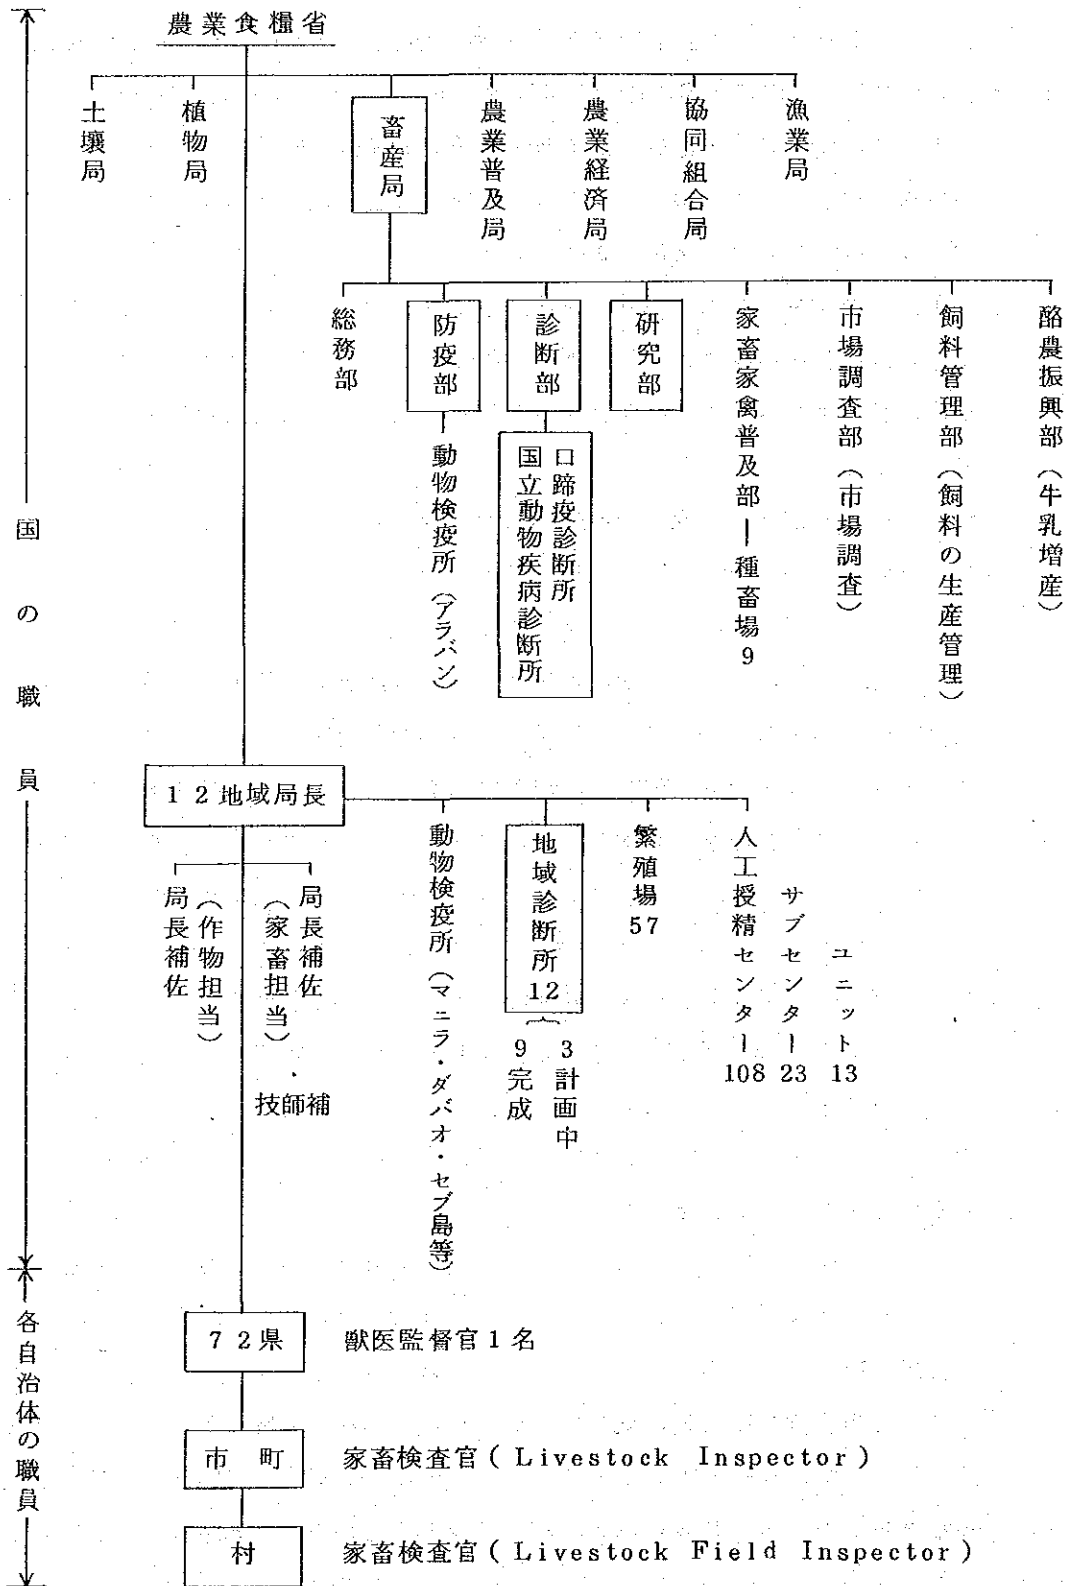 農業食糧省
土壌局
植物局
畜産局
農業普及局
農業経済局
協同組合局
漁業局
総務部
防疫部
動物検疫所（アラバン）
診断部
口蹄疫診断所
国立動物疾病診断所
研究部
家畜家禽普及部ー種畜場9
市場調査部（市場調査）
飼料管理部（飼料の生産管理）
酪農振興部（牛乳増産）
国の職員
12地域局長
局長補佐
（家畜担当）
技師補
局長補佐
（作物担当）
動物検疫所（マニラ・ダバオ・セブ島等）
地域診断所12
3計画中
9完成
繁殖場57
人工授精センター108
サブセンター23
ユニット13
各自治体の職員
72県 獣医監督官1名
市町 家畜検査官(Livestock Inspector)
村 家畜検査官(Livestock Field Inspector)